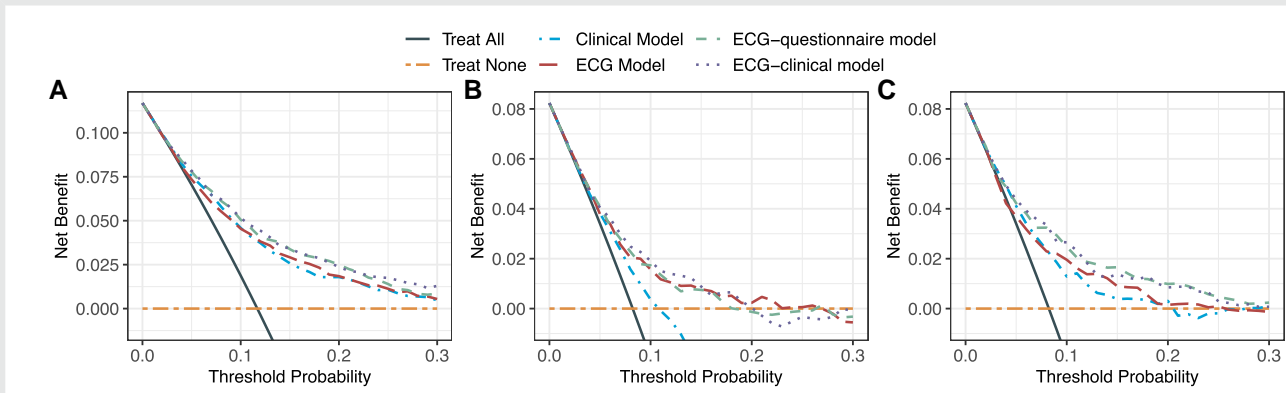 Treat All Clinical Model ECG−questionnaire model
Treat None ECG Model ECG−clinical model
A
0.100
0.075
0.050
0.025
0.000
Net Benefit
0.0 0.1 0.2 0.3
Threshold Probability
B
0.08
0.06
0.04
0.02
0.00
Net Benefit
0.0 0.1 0.2 0.3
Threshold Probability
C
0.08
0.06
0.04
0.02
0.00
Net Benefit
0.0 0.1 0.2 0.3
Threshold Probability